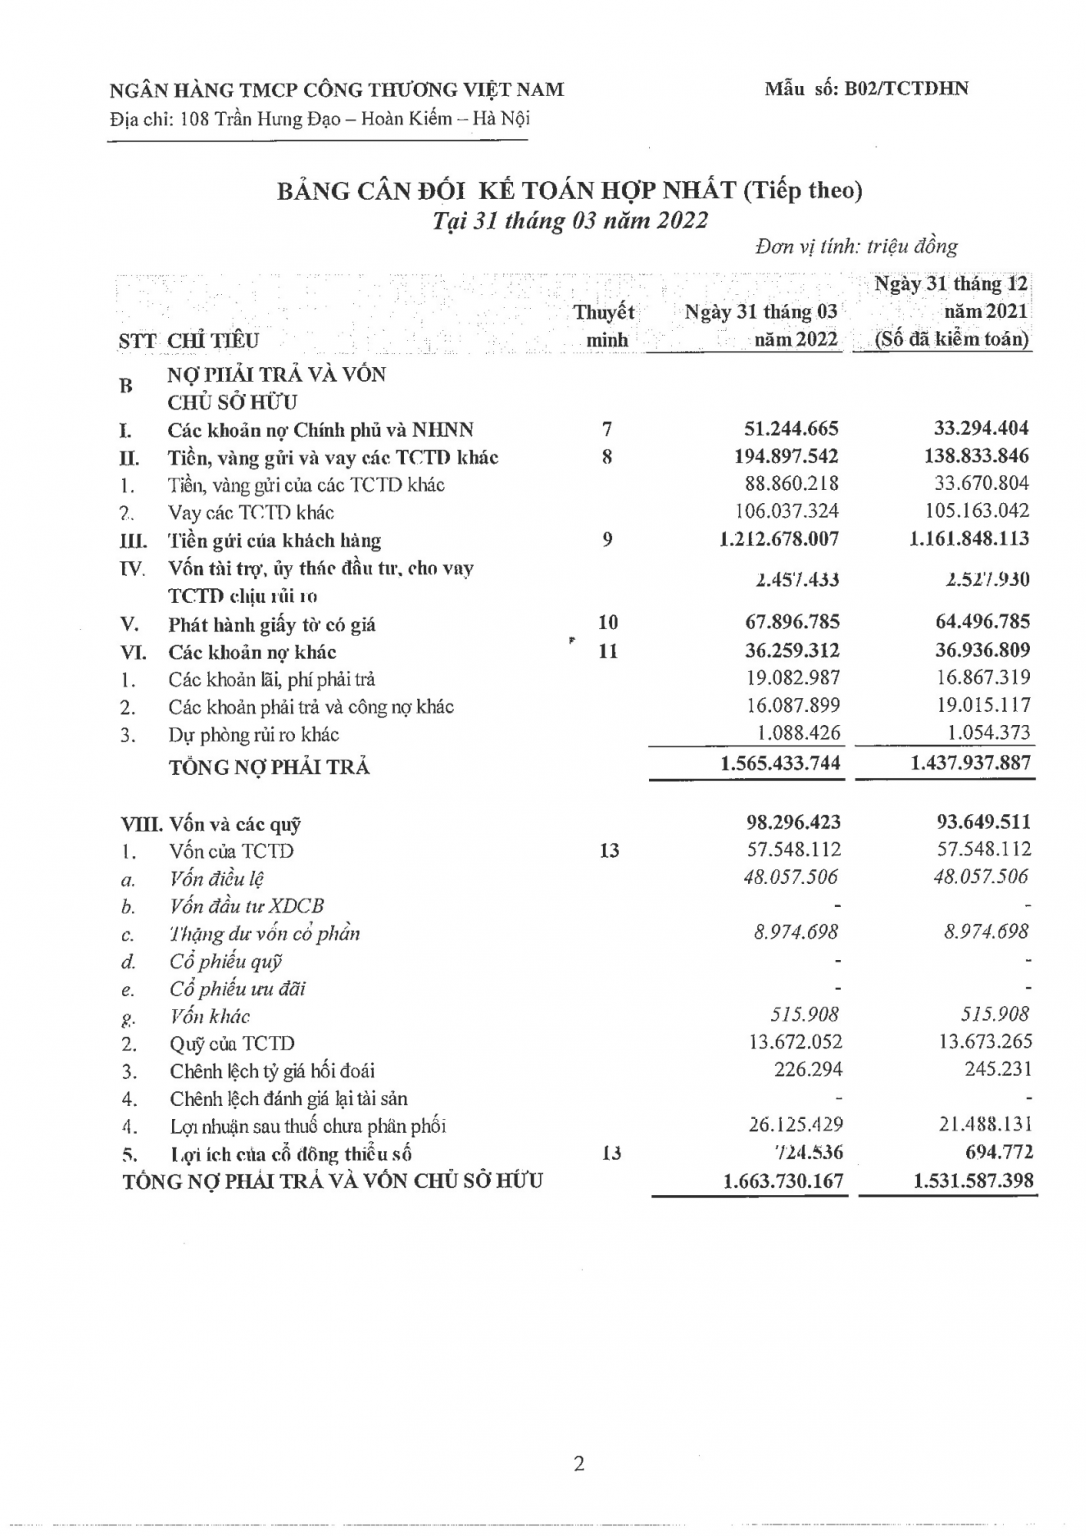 NGÂN HÀNG TMCP CÔNG THƯƠNG VIỆT NAM Mẫu số: B02/TCTDHN
Địa chỉ: 108 Trần Hưng Đạo – Hoàn Kiếm – Hà Nội
BẢNG CÂN ĐỐI KẾ TOÁN HỢP NHẤT (Tiếp theo)
Tại 31 tháng 03 năm 2022
Đơn vị tính: triệu đồng
STT CHỈ TIÊU Thuyết minh Ngày 31 tháng 03 năm 2022 Ngày 31 tháng 12 năm 2021 (Số đã kiểm toán)
B NỢ PHẢI TRẢ VÀ VỐN
CHỦ SỞ HỮU
I. Các khoản nợ Chính phủ và NHNN 7 51.244.665 33.294.404
II. Tiền, vàng gửi và vay các TCTD khác 8 194.897.542 138.833.846
1. Tiền, vàng gửi của các TCTD khác 88.860.218 33.670.804
2. Vay các TCTD khác 106.037.324 105.163.042
III. Tiền gửi của khách hàng 9 1.212.678.007 1.161.848.113
IV. Vốn tài trợ, ủy thác đầu tư, cho vay
TCTD chịu rủi ro 2.457.433 2.527.930
V. Phát hành giấy tờ có giá 10 67.896.785 64.496.785
VI. Các khoản nợ khác 11 36.259.312 36.936.809
1. Các khoản lãi, phí phải trả 19.082.987 16.867.319
2. Các khoản phải trả và công nợ khác 16.087.899 19.015.117
3. Dự phòng rủi ro khác 1.088.426 1.054.373
TỔNG NỢ PHẢI TRẢ 1.565.433.744 1.437.937.887
VIII. Vốn và các quỹ 98.296.423 93.649.511
1. Vốn của TCTD 13 57.548.112 57.548.112
a. Vốn điều lệ 48.057.506 48.057.506
b. Vốn đầu tư XDCB - -
c. Thặng dư vốn cổ phần 8.974.698 8.974.698
d. Cổ phiếu quỹ - -
e. Cổ phiếu ưu đãi - -
g. Vốn khác 515.908 515.908
2. Quỹ của TCTD 13.672.052 13.673.265
3. Chênh lệch tỷ giá hối đoái 226.294 245.231
4. Chênh lệch đánh giá lại tài sản - -
4. Lợi nhuận sau thuế chưa phân phối 26.125.429 21.488.131
5. Lợi ích của cổ đông thiểu số 13 724.536 694.772
TỔNG NỢ PHẢI TRẢ VÀ VỐN CHỦ SỞ HỮU 1.663.730.167 1.531.587.398
2